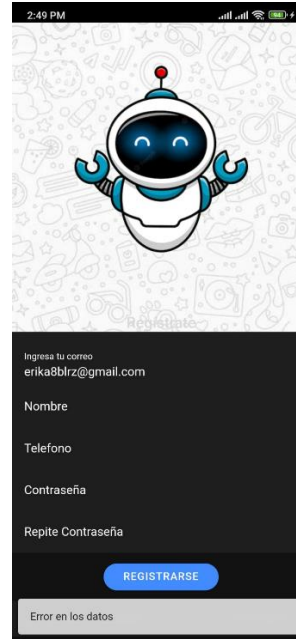 2:49 PM
Registrate
Ingresa tu correo
erika8blrz@gmail.com
Nombre
Telefono
Contraseña
Repite Contraseña
REGISTRARSE
Error en los datos